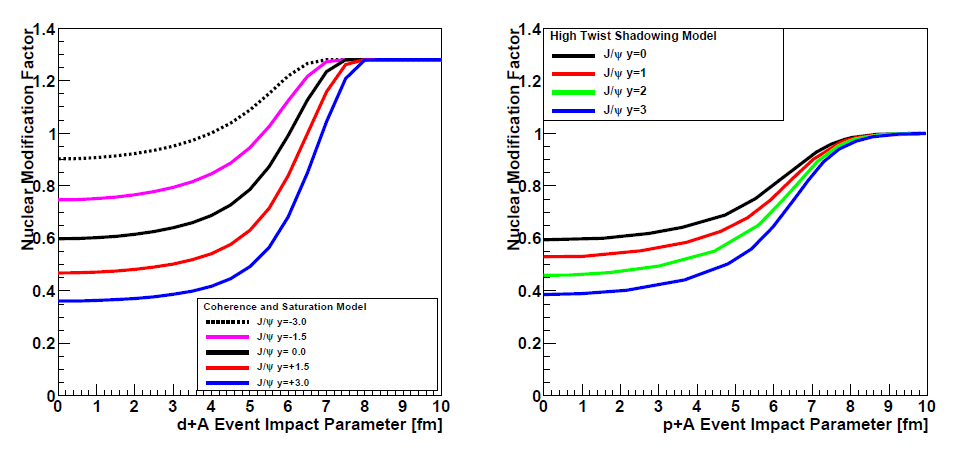 Nuclear Modification Factor
1.4
1.2
1
0.8
0.6
0.4
0.2
0
Coherence and Saturation Model
J/ψ y=-3.0
J/ψ y=-1.5
J/ψ y= 0.0
J/ψ y=+1.5
J/ψ y=+3.0
0 1 2 3 4 5 6 7 8 9 10
d+A Event Impact Parameter [fm]
Nuclear Modification Factor
1.4
1.2
1
0.8
0.6
0.4
0.2
0
High Twist Shadowing Model
J/ψ y=0
J/ψ y=1
J/ψ y=2
J/ψ y=3
0 1 2 3 4 5 6 7 8 9 10
p+A Event Impact Parameter [fm]